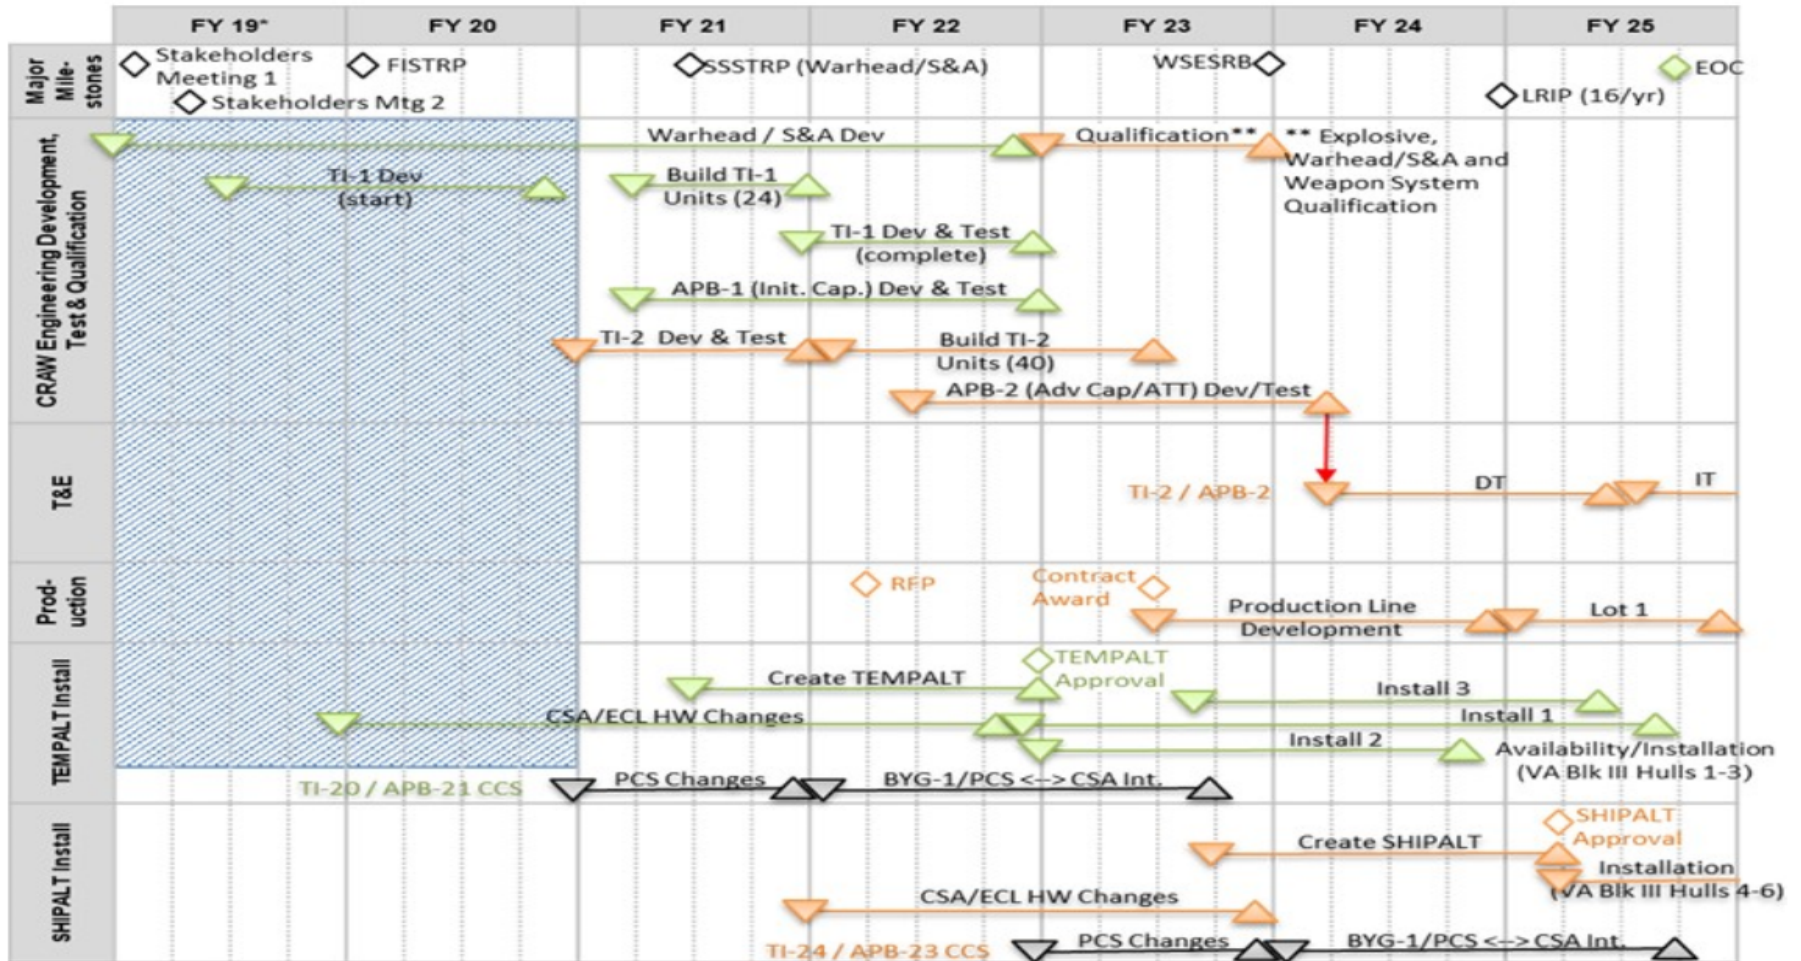 FY 19* FY 20 FY 21 FY 22 FY 23 FY 24 FY 25
Major
Mile-
stones
Stakeholders
Meeting 1
Stakeholders Mtg 2
FISTRP
SSSTRP (Warhead/S&A)
WSESRB
LRIP (16/yr)
EOC
CRAW Engineering Development,
Test & Qualification
Warhead / S&A Dev
Qualification**
** Explosive,
Warhead/S&A and
Weapon System
Qualification
TI-1 Dev
(start)
Build TI-1
Units (24)
TI-1 Dev & Test
(complete)
APB-1 (Init. Cap.) Dev & Test
TI-2 Dev & Test
Build TI-2
Units (40)
APB-2 (Adv Cap/ATT) Dev/Test
T&E
TI-2 / APB-2
DT
IT
Prod-
uction
RFP
Contract
Award
Production Line
Development
Lot 1
TEMPALT Install
TEMPALT
Approval
Create TEMPALT
Install 3
CSA/ECL HW Changes
Install 1
Install 2
Availability/Installation
(VA Blk III Hulls 1-3)
TI-20 / APB-21 CCS
PCS Changes
BYG-1/PCS <--> CSA Int.
SHIPALT Install
SHIPALT
Approval
Create SHIPALT
Installation
(VA Blk III Hulls 4-6)
CSA/ECL HW Changes
TI-24 / APB-23 CCS
PCS Changes
BYG-1/PCS <--> CSA Int.